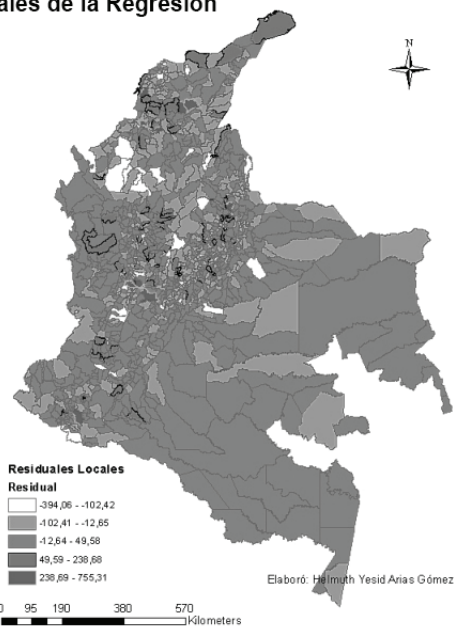 ales de la Regresión
N
Residuales Locales
Residual
-394,06 - -102,42
-102,41 - -12,65
-12,64 - 49,58
49,59 - 238,68
238,69 - 755,31
Elaboró: Helmuth Yesid Arias Gómez
0 95 190 380 570
Kilometers